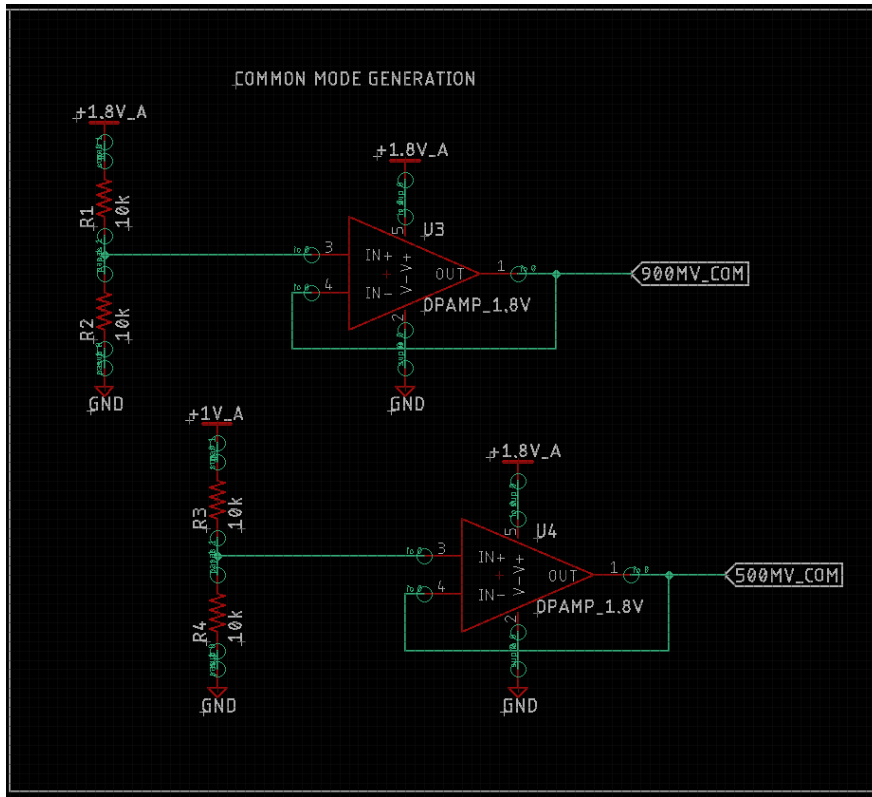 COMMON MODE GENERATION
+1.8V_A
R1
10k
R2
10k
GND
+1.8V_A
U3
5
3
IN+
V+
OUT
1
4
IN-
V-
2
OPAMP_1.8V
GND
900MV_COM
+1V_A
R3
10k
R4
10k
GND
+1.8V_A
U4
5
3
IN+
V+
OUT
1
4
IN-
V-
2
OPAMP_1.8V
GND
500MV_COM